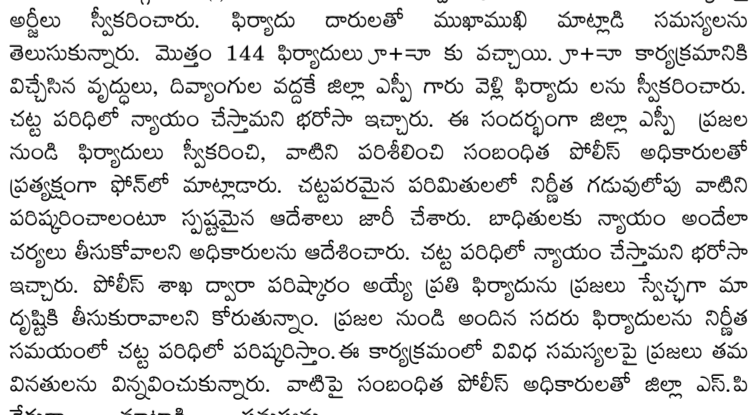 అర్జీలు స్వీకరించారు. ఫిర్యాదు దారులతో ముఖాముఖి మాట్లాడి సమస్యలను
తెలుసుకున్నారు. మొత్తం 144 ఫిర్యాదులు కు వచ్చాయి. కార్యక్రమానికి
విచ్చేసిన వృద్ధులు, దివ్యాంగుల వద్దకే జిల్లా ఎస్పీ గారు వెళ్లి ఫిర్యాదు లను స్వీకరించారు.
చట్ట పరిధిలో న్యాయం చేస్తామని భరోసా ఇచ్చారు. ఈ సందర్భంగా జిల్లా ఎస్పీ ప్రజల
నుండి ఫిర్యాదులు స్వీకరించి, వాటిని పరిశీలించి సంబంధిత పోలీస్ అధికారులతో
ప్రత్యక్షంగా ఫోన్‌లో మాట్లాడారు. చట్టపరమైన పరిమితులలో నిర్ణీత గడువులోపు వాటిని
పరిష్కరించాలంటూ స్పష్టమైన ఆదేశాలు జారీ చేశారు. బాధితులకు న్యాయం అందేలా
చర్యలు తీసుకోవాలని అధికారులను ఆదేశించారు. చట్ట పరిధిలో న్యాయం చేస్తామని భరోసా
ఇచ్చారు. పోలీస్ శాఖ ద్వారా పరిష్కారం అయ్యే ప్రతి ఫిర్యాదును ప్రజలు స్వేచ్ఛగా మా
దృష్టికి తీసుకురావాలని కోరుతున్నాం. ప్రజల నుండి అందిన సదరు ఫిర్యాదులను నిర్ణీత
సమయంలో చట్ట పరిధిలో పరిష్కరిస్తాం.ఈ కార్యక్రమంలో వివిధ సమస్యలపై ప్రజలు తమ
వినతులను విన్నవించుకున్నారు. వాటిపై సంబంధిత పోలీస్ అధికారులతో జిల్లా ఎస్.పి